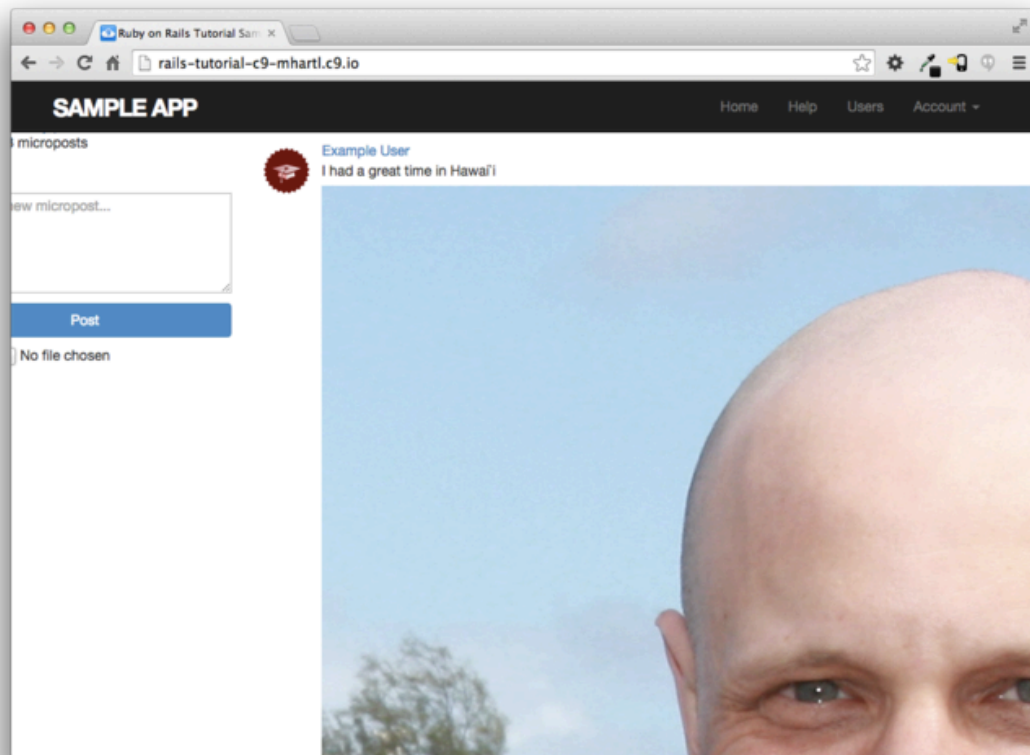 Ruby on Rails Tutorial Sam
rails-tutorial-c9-mhartl.c9.io
SAMPLE APP
Home Help Users Account
microposts
ew micropost...
Post
No file chosen
Example User
I had a great time in Hawai`i